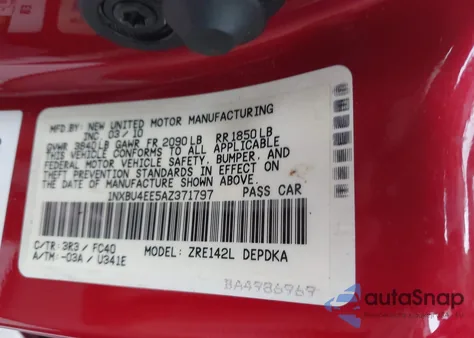 MFD.BY: NEW UNITED MOTOR MANUFACTURING
INC 03/10
GVWR 3840LB GAWR FR 2090LB RR1850LB
THIS VEHICLE CONFORMS TO ALL APPLICABLE
FEDERAL MOTOR VEHICLE SAFETY, BUMPER, AND
THEFT PREVENTION STANDARDS IN EFFECT ON
THE DATE OF MANUFACTURE SHOWN ABOVE.
1NXBU4EE5AZ371797 PASS CAR
C/TR: 3R3 / FC40 MODEL: ZRE142L DEPDKA
A/TM: -03A / U341E
BA4986969
autaSnap